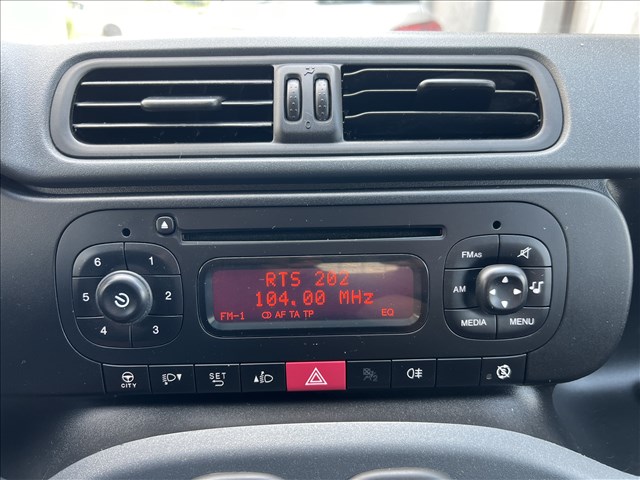 -RTS 202
104.00 MHz
FM-1 AF TA TP EQ
6
1
5
2
4
3
FMAS
AM
MEDIA
MENU
CITY
SET